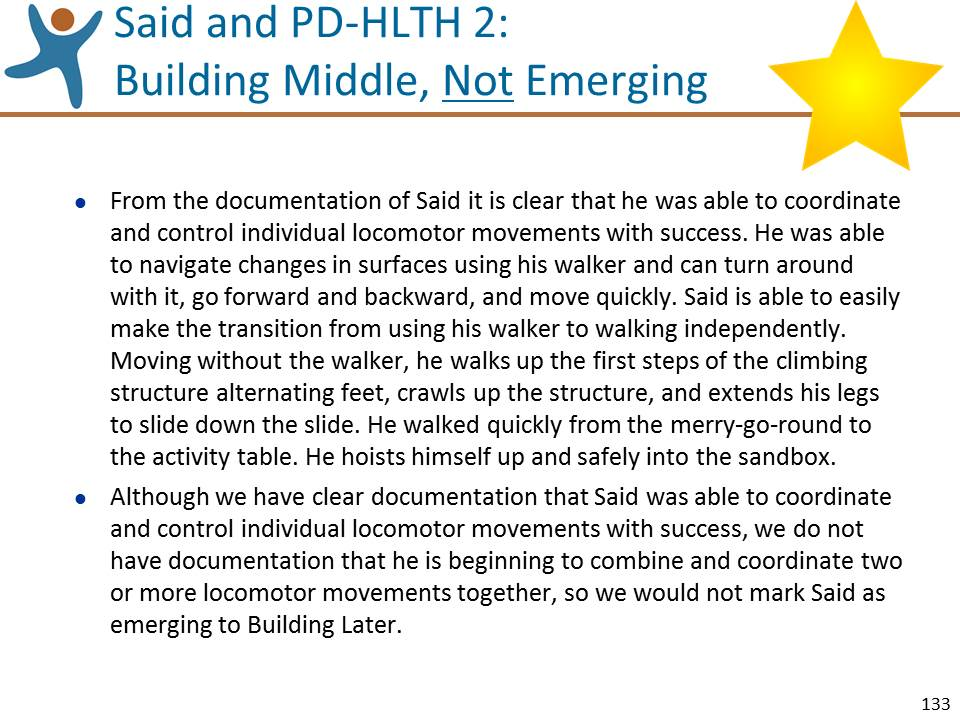 Said and PD-HLTH 2:
Building Middle, Not Emerging
● From the documentation of Said it is clear that he was able to coordinate
and control individual locomotor movements with success. He was able
to navigate changes in surfaces using his walker and can turn around
with it, go forward and backward, and move quickly. Said is able to easily
make the transition from using his walker to walking independently.
Moving without the walker, he walks up the first steps of the climbing
structure alternating feet, crawls up the structure, and extends his legs
to slide down the slide. He walked quickly from the merry-go-round to
the activity table. He hoists himself up and safely into the sandbox.
● Although we have clear documentation that Said was able to coordinate
and control individual locomotor movements with success, we do not
have documentation that he is beginning to combine and coordinate two
or more locomotor movements together, so we would not mark Said as
emerging to Building Later.
133